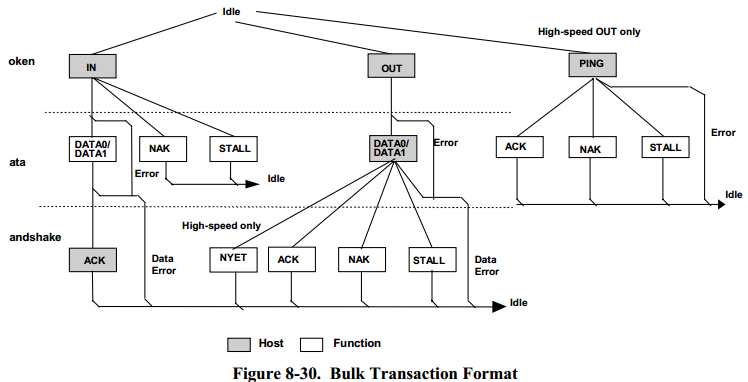 Idle
High-speed OUT only
oken
IN
OUT
PING
DATA0/
DATA1
NAK
STALL
Error
Idle
DATA0/
DATA1
Error
ACK
NAK
STALL
Error
Idle
ata
High-speed only
andshake
ACK
Data
Error
NYET
ACK
NAK
STALL
Data
Error
Idle
Host
Function
Figure 8-30. Bulk Transaction Format